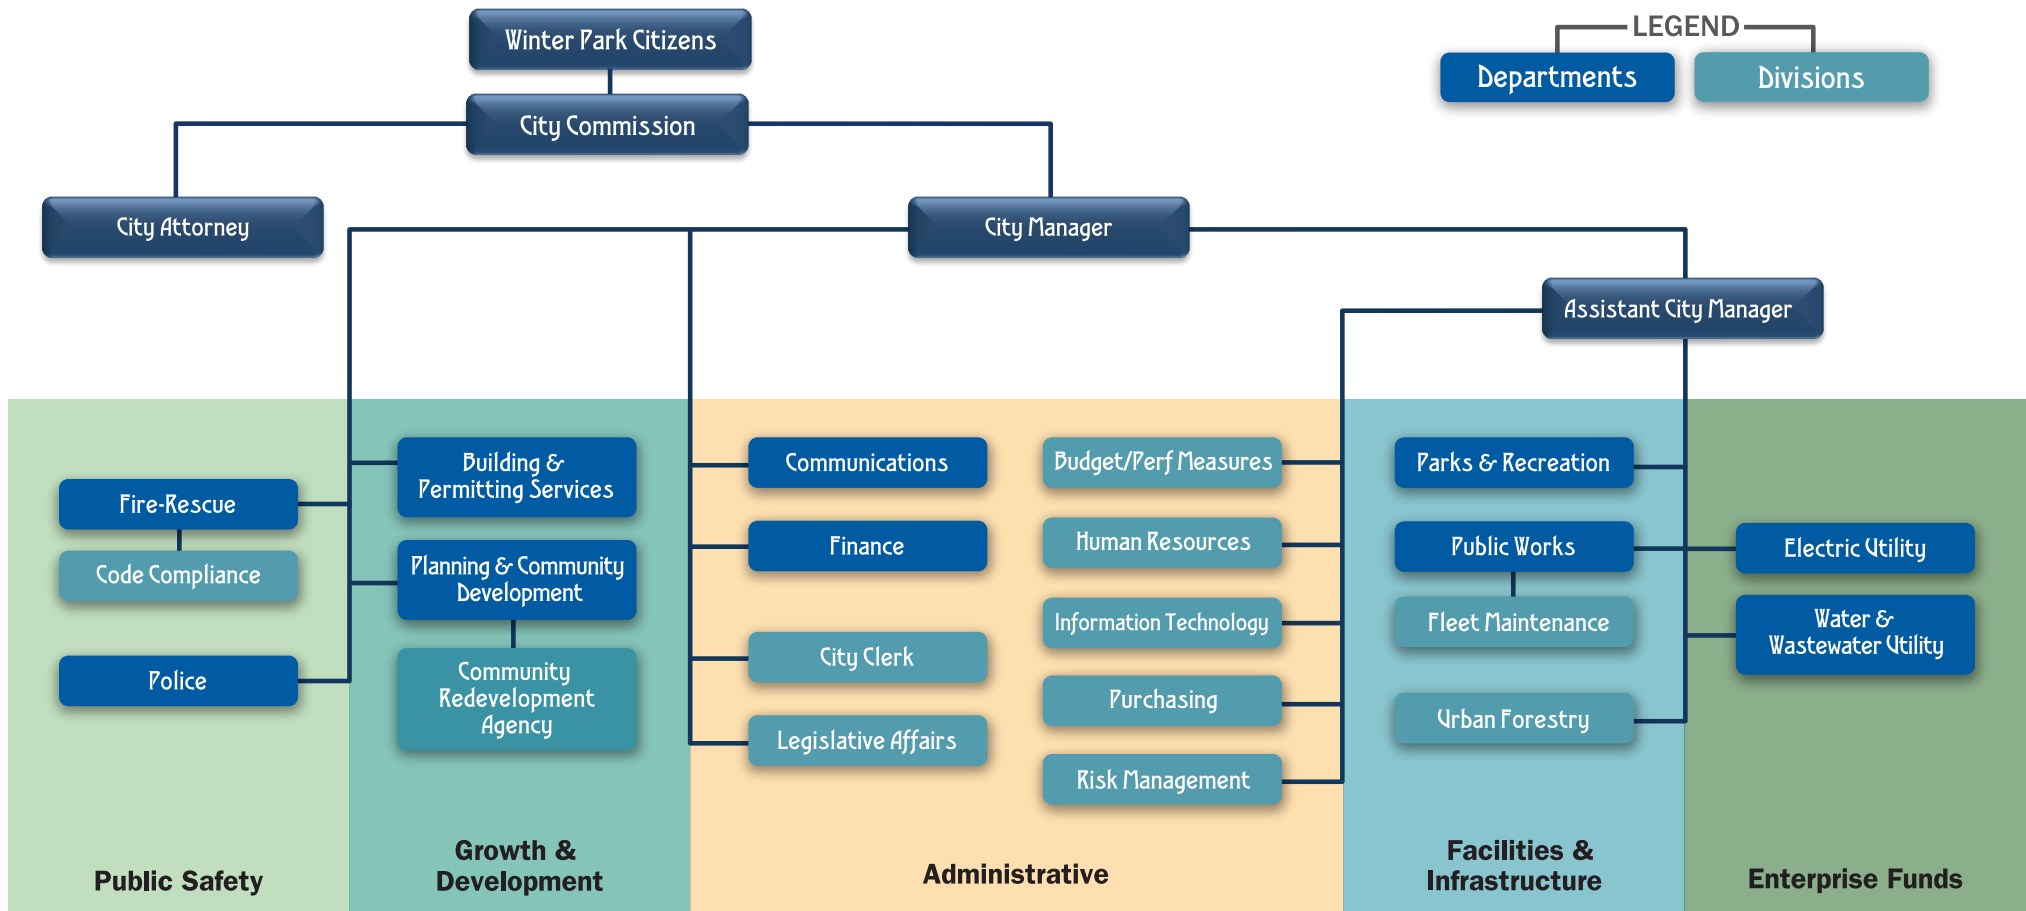 Winter Park Citizens
LEGEND
Departments
Divisions
City Commission
City Attorney
City Manager
Assistant City Manager
Fire-Rescue
Code Compliance
Police
Public Safety
Building &
Permitting Services
Planning & Community
Development
Community
Redevelopment
Agency
Growth &
Development
Communications
Finance
City Clerk
Legislative Affairs
Budget/Perf Measures
Human Resources
Information Technology
Purchasing
Risk Management
Administrative
Parks & Recreation
Public Works
Fleet Maintenance
Urban Forestry
Facilities &
Infrastructure
Electric Utility
Water &
Wastewater Utility
Enterprise Funds